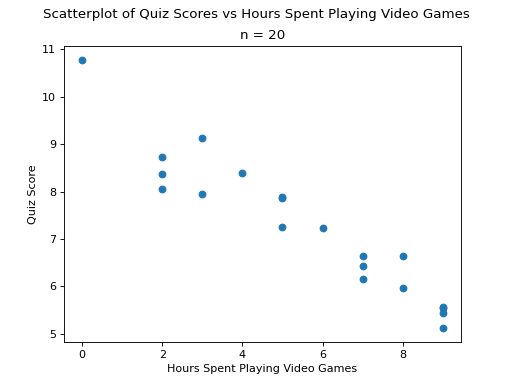 Scatterplot of Quiz Scores vs Hours Spent Playing Video Games
n = 20
11
10
9
8
7
6
5
Quiz Score
0 2 4 6 8
Hours Spent Playing Video Games